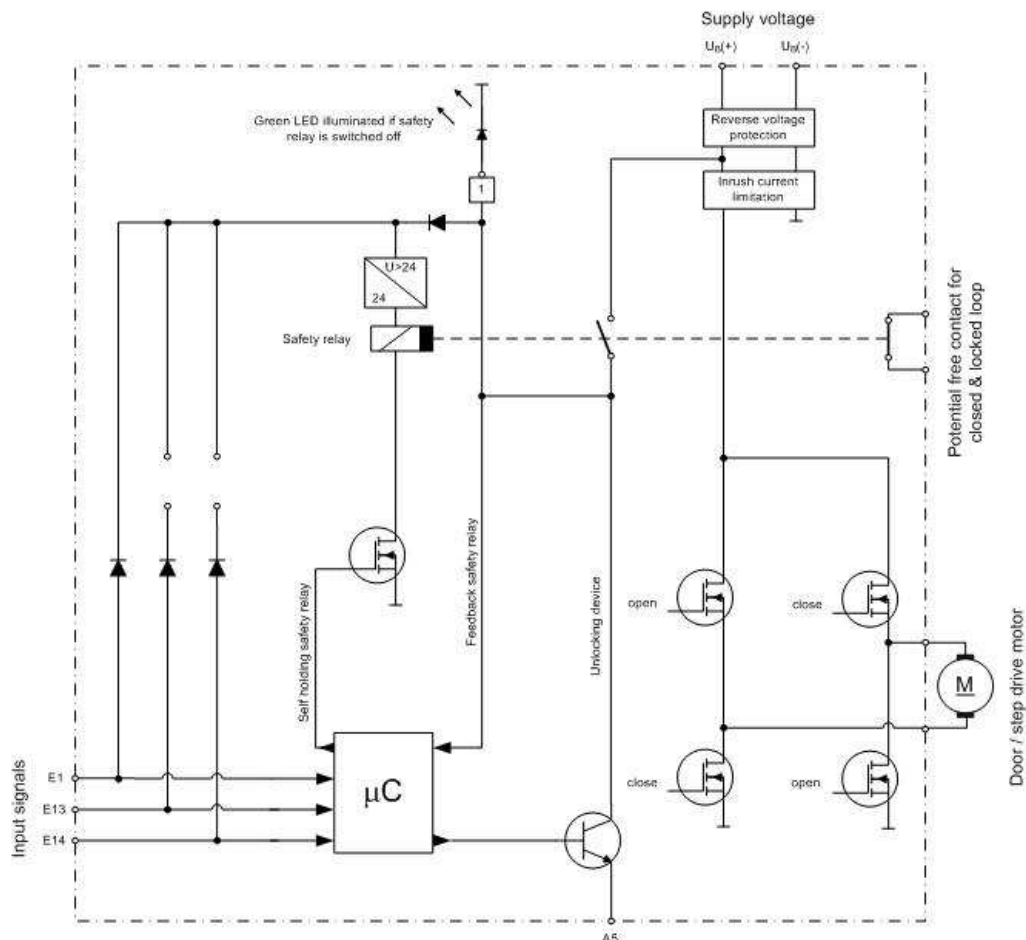 Supply voltage
UB(+)
UB(-)
Green LED illuminated if safety
relay is switched off
Reverse voltage
protection
1
Inrush current
limitation
U>24
24
Safety relay
Potential free contact for
closed & locked loop
Self holding safety relay
Feedback safety relay
Unlocking device
open
close
close
open
M
Door / step drive motor
Input signals
E1
E13
E14
µC
A5